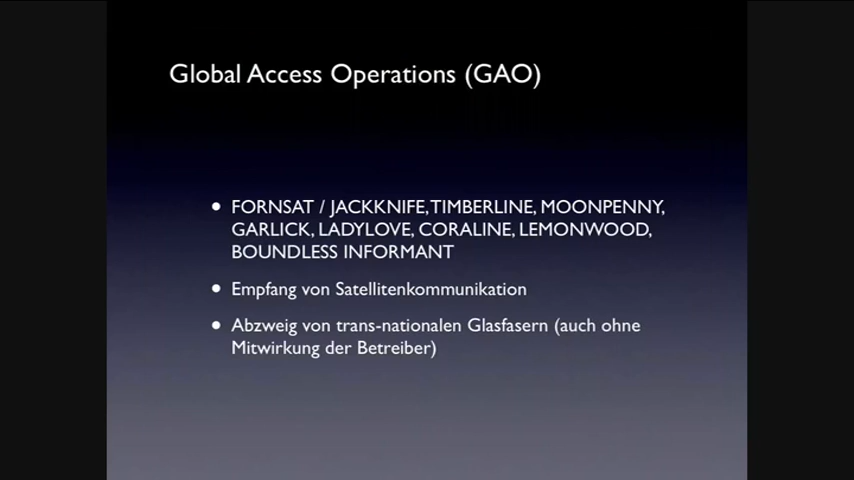 Global Access Operations (GAO)
• FORNSAT / JACKKNIFE, TIMBERLINE, MOONPENNY,
GARLICK, LADYLOVE, CORALINE, LEMONWOOD,
BOUNDLESS INFORMANT
• Empfang von Satellitenkommunikation
• Abzweig von trans-nationalen Glasfasern (auch ohne
Mitwirkung der Betreiber)